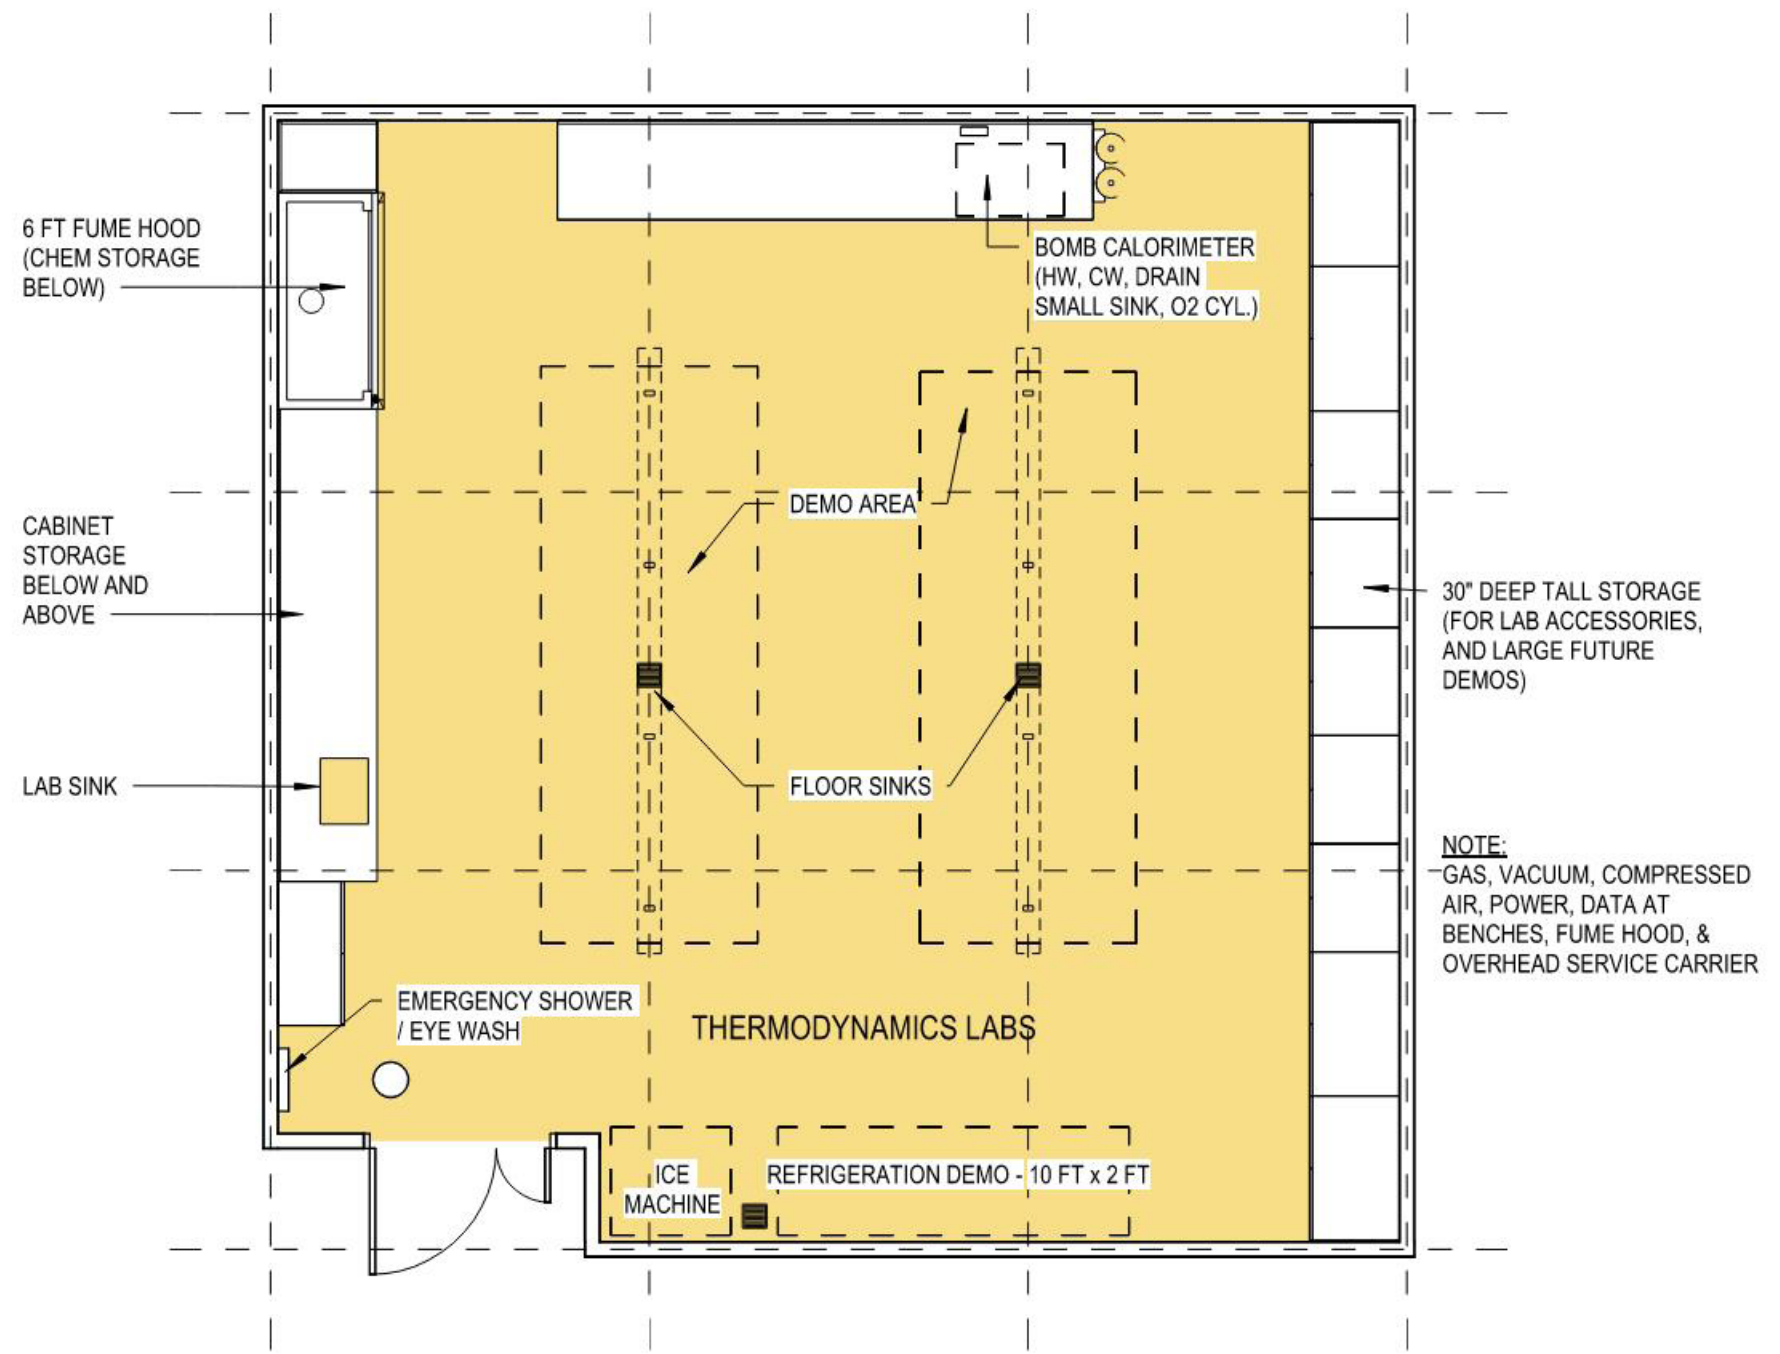 6 FT FUME HOOD
(CHEM STORAGE
BELOW)
BOMB CALORIMETER
(HW, CW, DRAIN
SMALL SINK, O2 CYL.)
DEMO AREA
CABINET
STORAGE
BELOW AND
ABOVE
30" DEEP TALL STORAGE
(FOR LAB ACCESSORIES,
AND LARGE FUTURE
DEMOS)
LAB SINK
FLOOR SINKS
NOTE:
GAS, VACUUM, COMPRESSED
AIR, POWER, DATA AT
BENCHES, FUME HOOD, &
OVERHEAD SERVICE CARRIER
EMERGENCY SHOWER
/ EYE WASH
THERMODYNAMICS LABS
ICE
MACHINE
REFRIGERATION DEMO - 10 FT x 2 FT